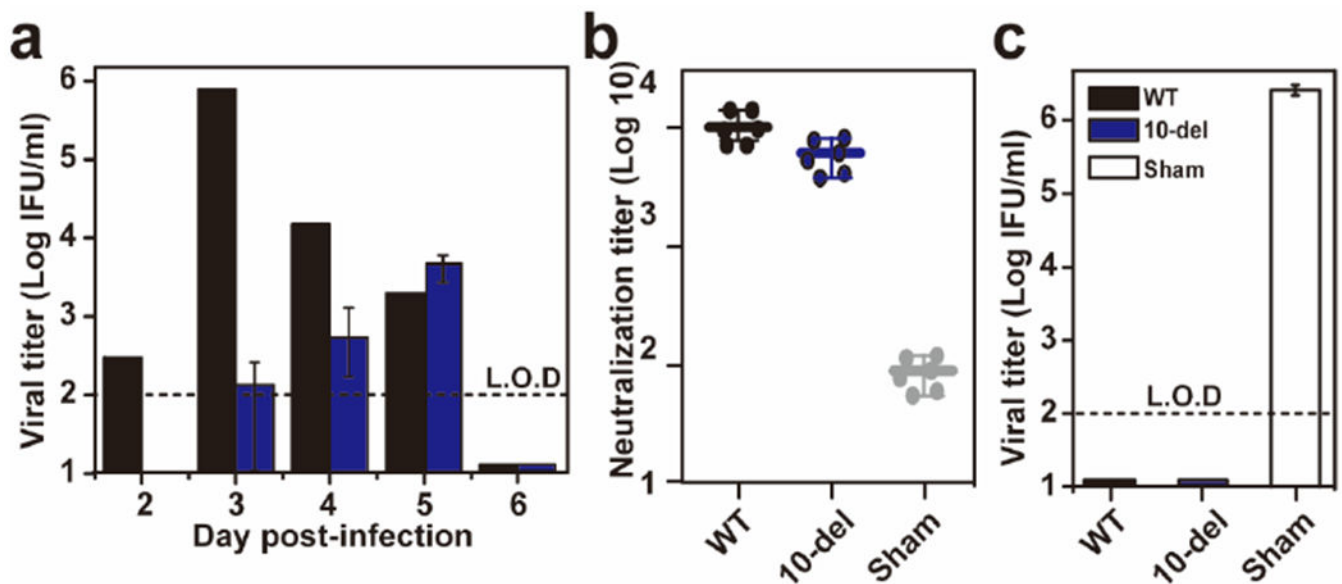 a
Viral titer (Log IFU/ml)
6
5
4
3
2
1
L.O.D
2 3 4 5 6
Day post-infection
b
Neutralization titer (Log 10)
4
3
2
1
WT
10-del
Sham
c
Viral titer (Log IFU/ml)
6
5
4
3
2
1
WT
10-del
Sham
L.O.D
WT
10-del
Sham